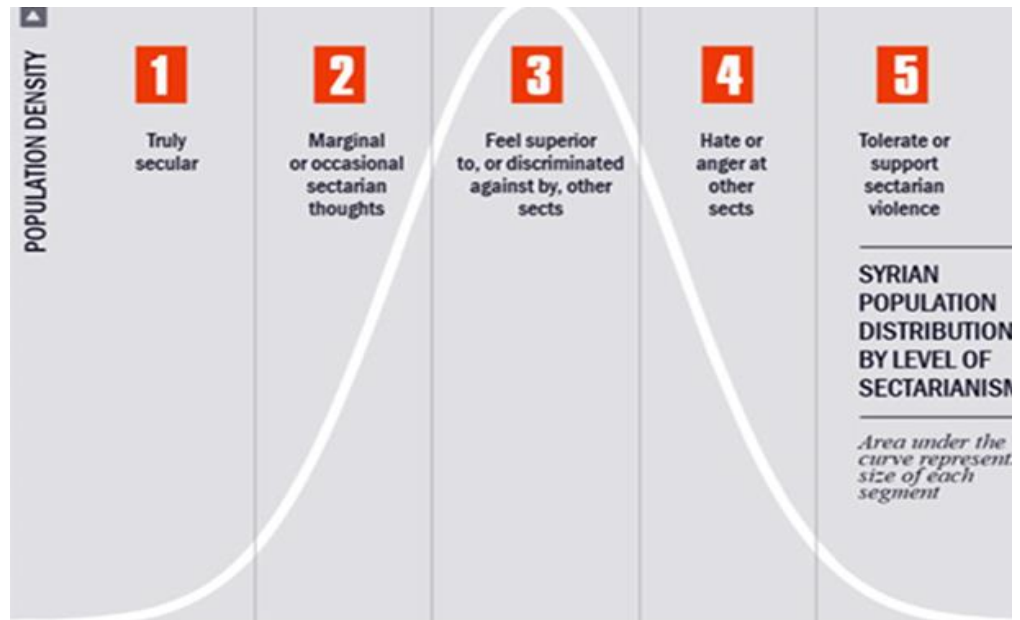 POPULATION DENSITY
1
Truly
secular
2
Marginal
or occasional
sectarian
thoughts
3
Feel superior
to, or discriminated
against by, other
sects
4
Hate or
anger at
other
sects
5
Tolerate or
support
sectarian
violence
SYRIAN
POPULATION
DISTRIBUTION
BY LEVEL OF
SECTARIANISM
Area under the
curve represents
size of each
segment